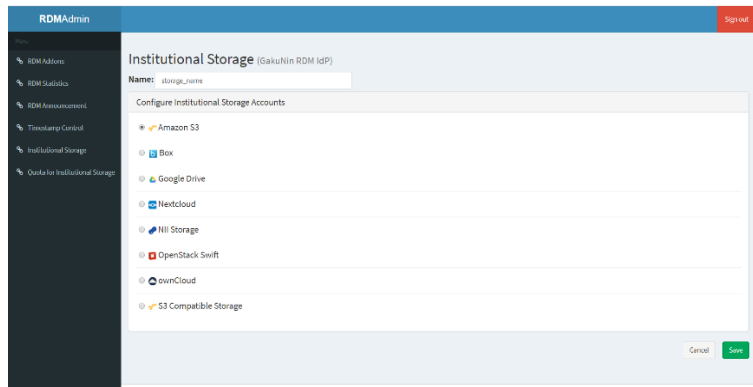 RDMAdmin
Sign out
Menu
RDM Addons
RDM Statistics
RDM Announcement
Timestamp Control
Institutional Storage
Quota for Institutional Storage
Institutional Storage (GakuNin RDM IdP)
Name: storage_name
Configure Institutional Storage Accounts
Amazon S3
Box
Google Drive
Nextcloud
NII Storage
OpenStack Swift
ownCloud
S3 Compatible Storage
Cancel
Save